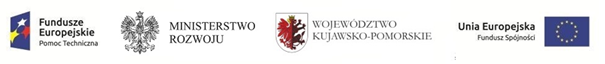 Fundusze
Europejskie
Pomoc Techniczna
MINISTERSTWO
ROZWOJU
WOJEWÓDZTWO
KUJAWSKO-POMORSKIE
Unia Europejska
Fundusz Spójności